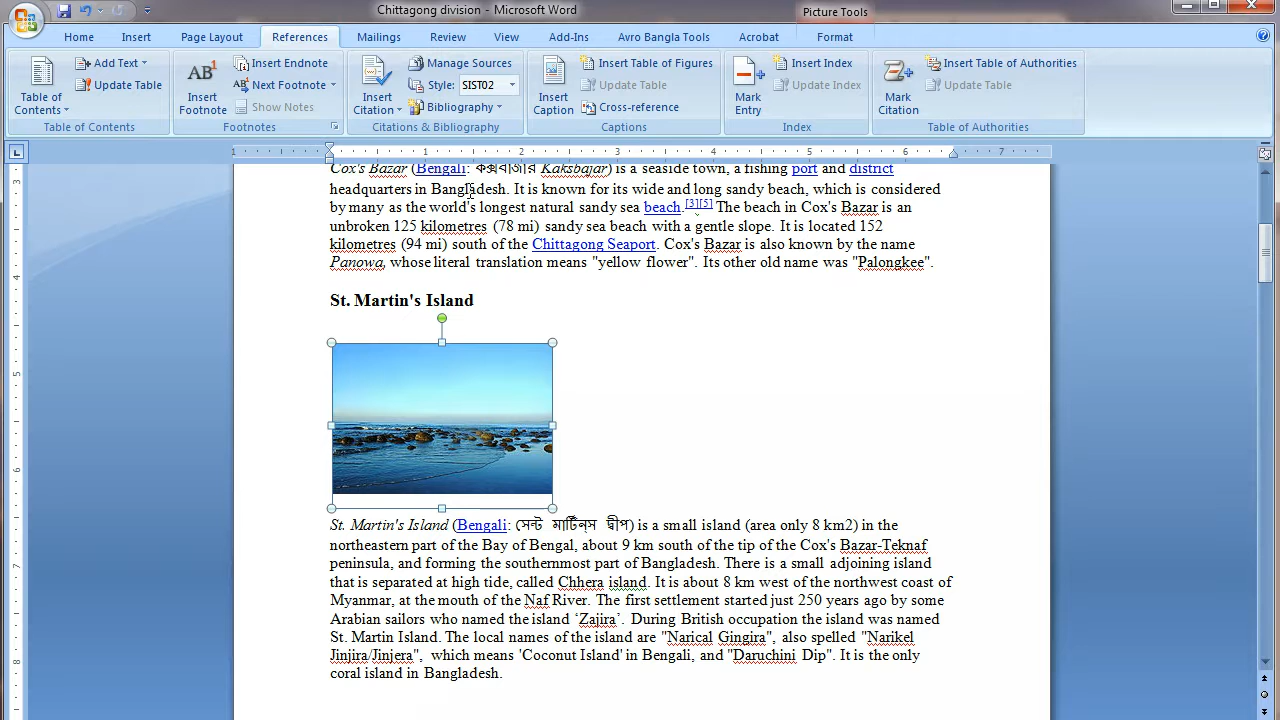 Chittagong division - Microsoft Word
Picture Tools
Home Insert Page Layout References Mailings Review View Add-Ins Avro Bangla Tools Acrobat Format
Table of Contents
Add Text
Update Table
Table of Contents
AB1
Insert Footnote
Insert Endnote
AB Next Footnote
Show Notes
Footnotes
Insert Citation
Manage Sources
Style: SIST02
Bibliography
Citations & Bibliography
Insert Caption
Insert Table of Figures
Update Table
Cross-reference
Captions
Mark Entry
Insert Index
Update Index
Index
Mark Citation
Insert Table of Authorities
Update Table
Table of Authorities
L
1 1 2 3 4 5 6 7
3
4
5
6
7
8
Cox's Bazar (Bengali: কক্সবাজার Kaksbajar) is a seaside town, a fishing port and district
headquarters in Bangladesh. It is known for its wide and long sandy beach, which is considered
by many as the world's longest natural sandy sea beach.[3][5] The beach in Cox's Bazar is an
unbroken 125 kilometres (78 mi) sandy sea beach with a gentle slope. It is located 152
kilometres (94 mi) south of the Chittagong Seaport. Cox's Bazar is also known by the name
Panowa, whose literal translation means "yellow flower". Its other old name was "Palongkee".
St. Martin's Island
St. Martin's Island (Bengali: সেন্ট মার্টিন্স দ্বীপ) is a small island (area only 8 km2) in the
northeastern part of the Bay of Bengal, about 9 km south of the tip of the Cox's Bazar-Teknaf
peninsula, and forming the southernmost part of Bangladesh. There is a small adjoining island
that is separated at high tide, called Chhera island. It is about 8 km west of the northwest coast of
Myanmar, at the mouth of the Naf River. The first settlement started just 250 years ago by some
Arabian sailors who named the island ‘Zajira’. During British occupation the island was named
St. Martin Island. The local names of the island are "Narical Gingira", also spelled "Narikel
Jinjira/Jinjera", which means 'Coconut Island' in Bengali, and "Daruchini Dip". It is the only
coral island in Bangladesh.